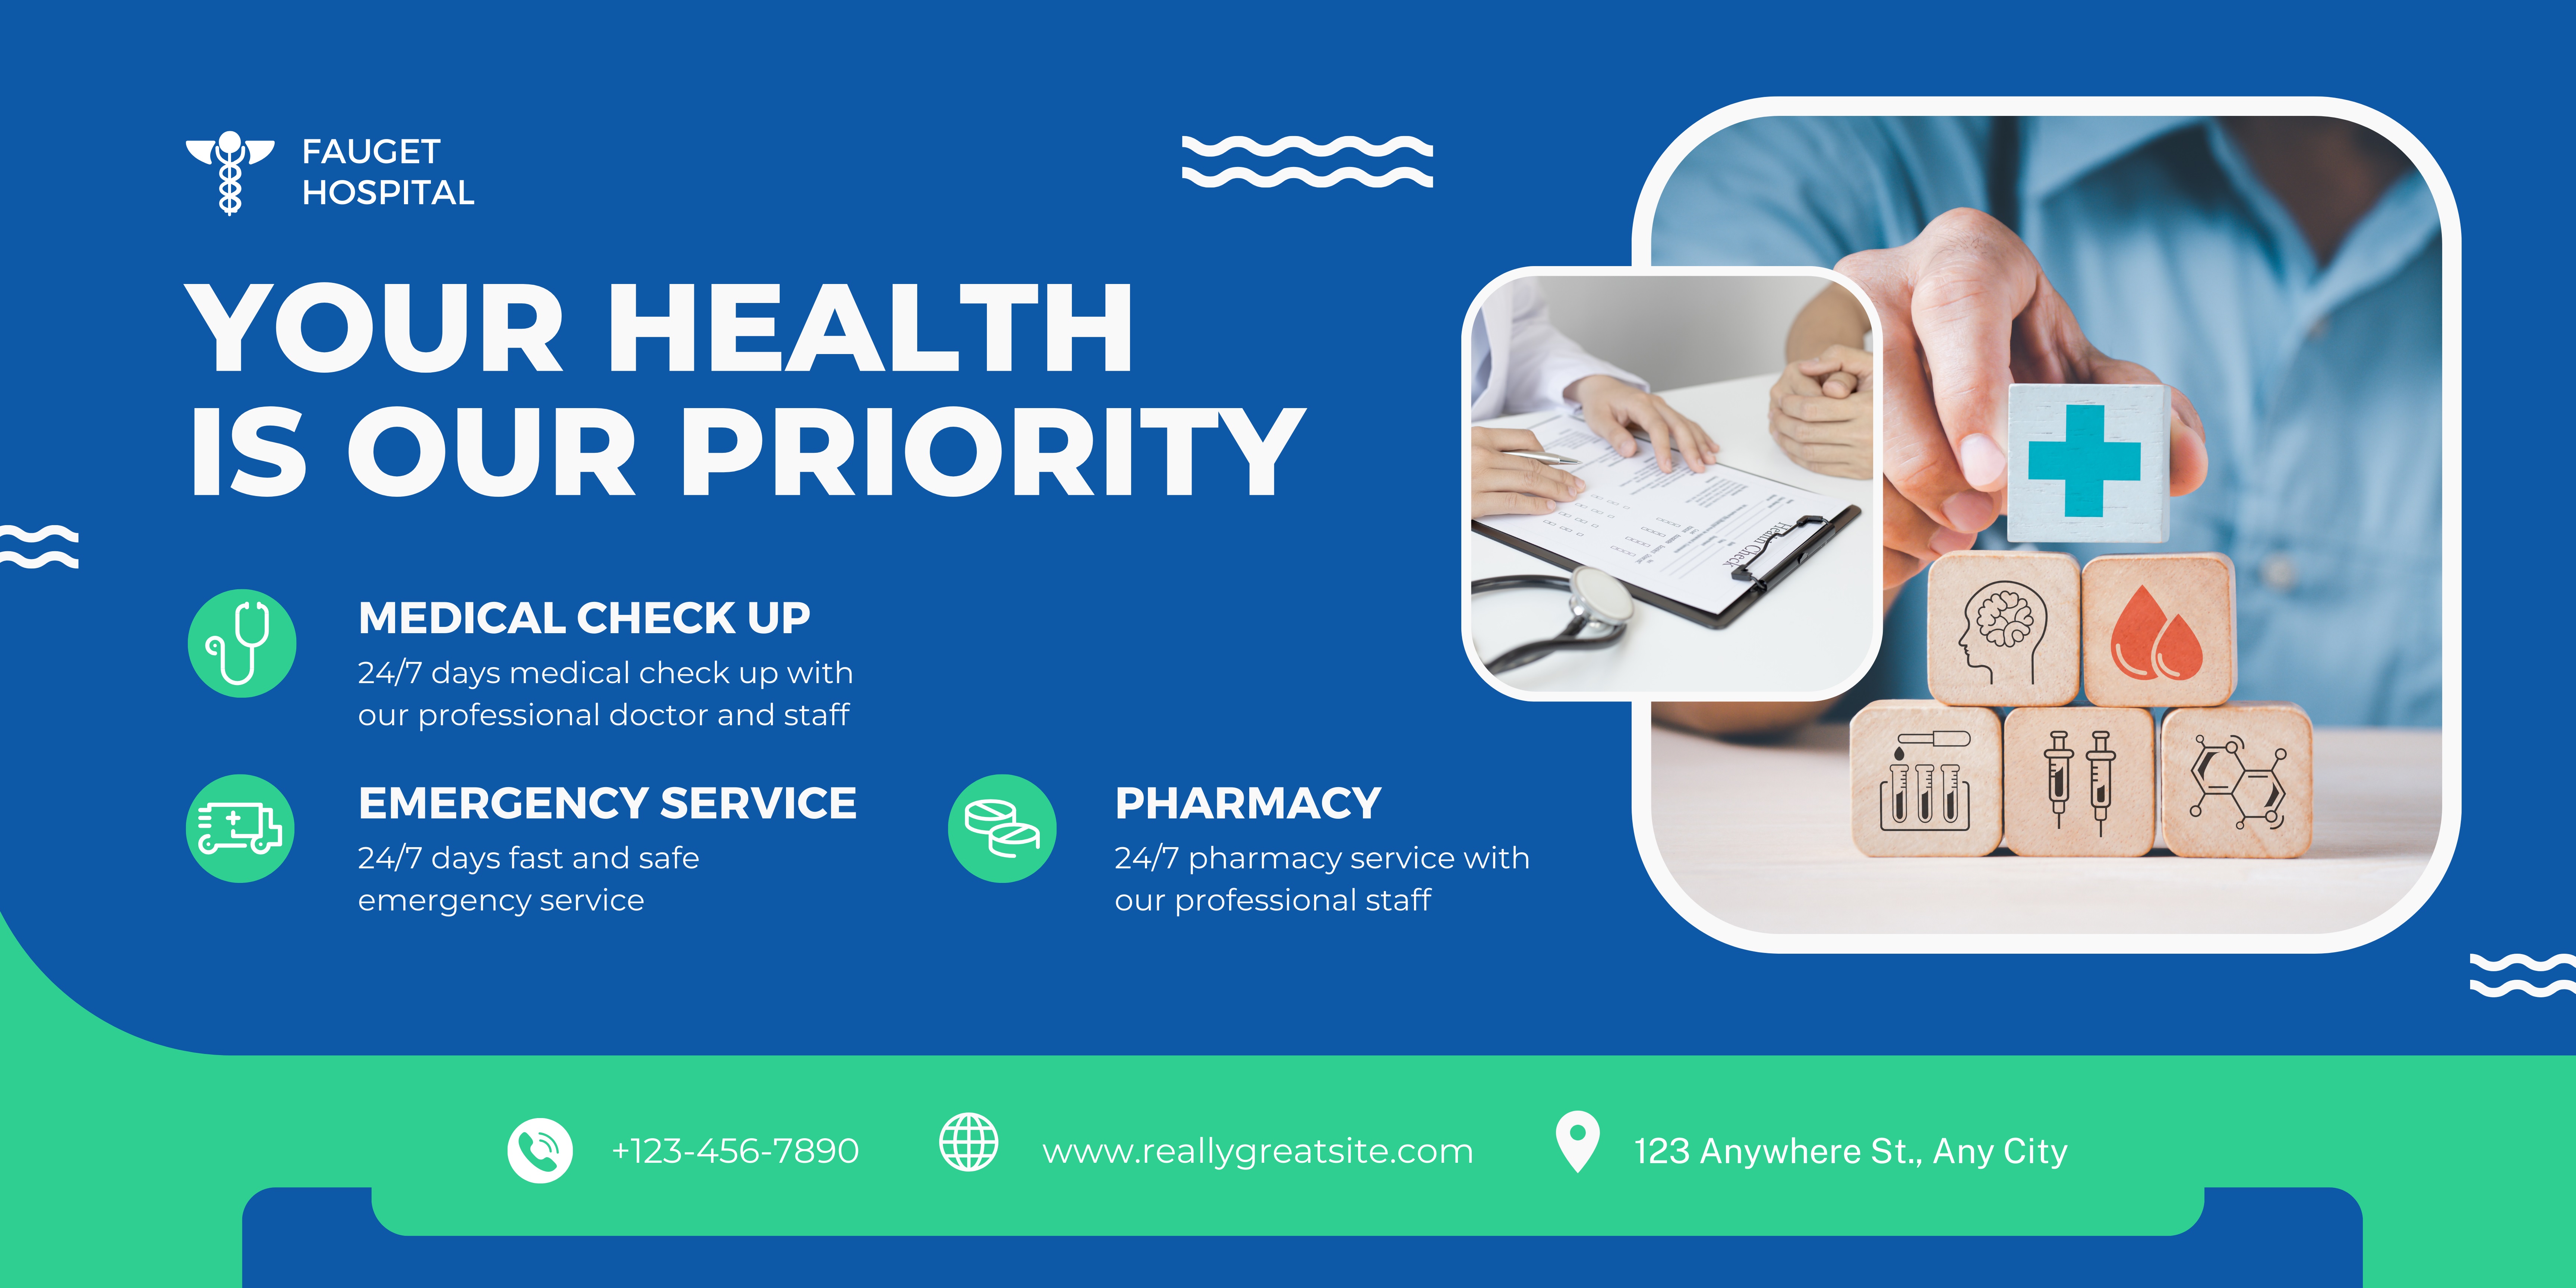 FAUGET
HOSPITAL
YOUR HEALTH
IS OUR PRIORITY
MEDICAL CHECK UP
24/7 days medical check up with
our professional doctor and staff
EMERGENCY SERVICE
24/7 days fast and safe
emergency service
PHARMACY
24/7 pharmacy service with
our professional staff
Health Check
+123-456-7890
www.reallygreatsite.com
123 Anywhere St., Any City